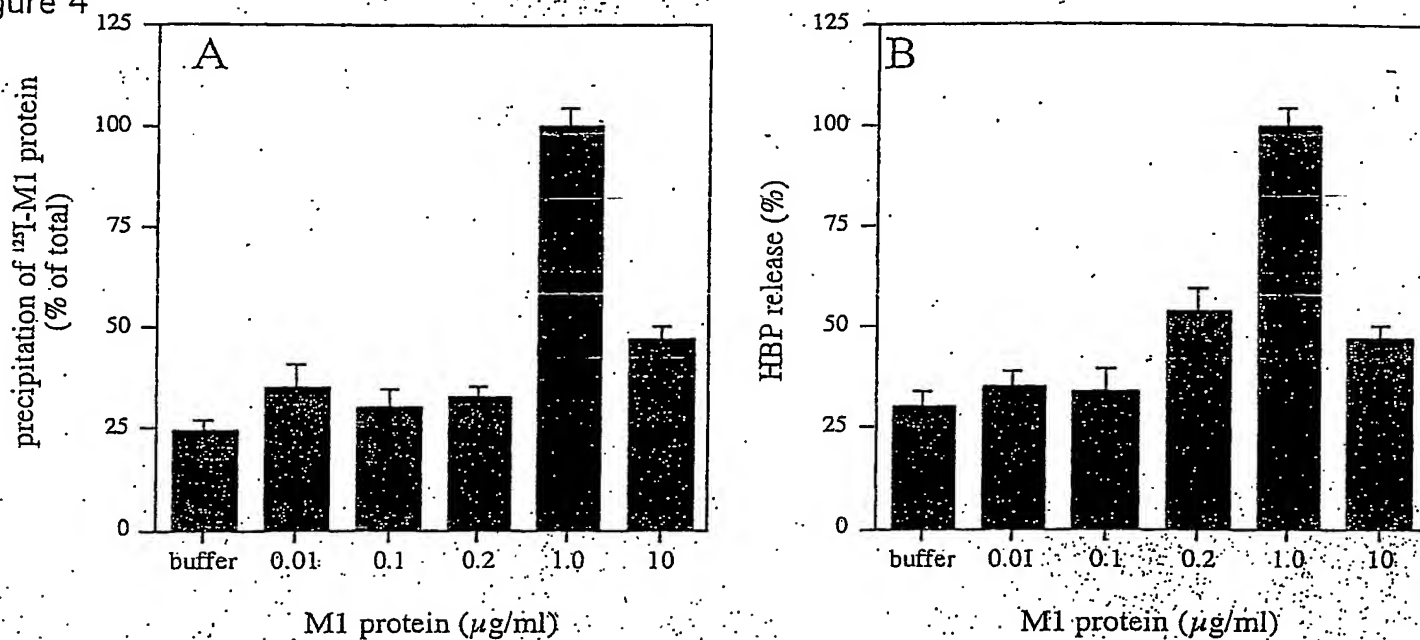 Figure 4
A
precipitation of ¹²⁵I-M1 protein
(% of total)
125
100
75
50
25
0
buffer 0.01 0.1 0.2 1.0 10
M1 protein (µg/ml)
B
HBP release (%)
125
100
75
50
25
0
buffer 0.01 0.1 0.2 1.0 10
M1 protein (µg/ml)